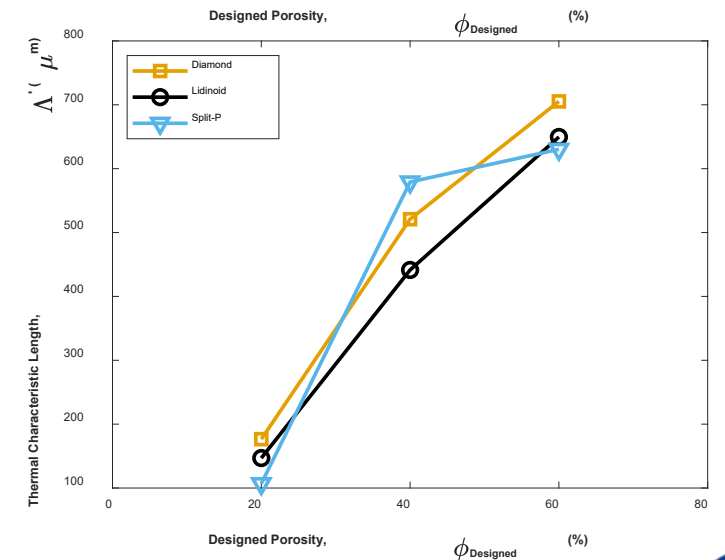 Designed Porosity, ϕDesigned (%)
Λ' ( μm)
Thermal Characteristic Length,
800
700
600
500
400
300
200
100
Diamond
Lidinoid
Split-P
0 20 40 60 80
Designed Porosity, ϕDesigned (%)